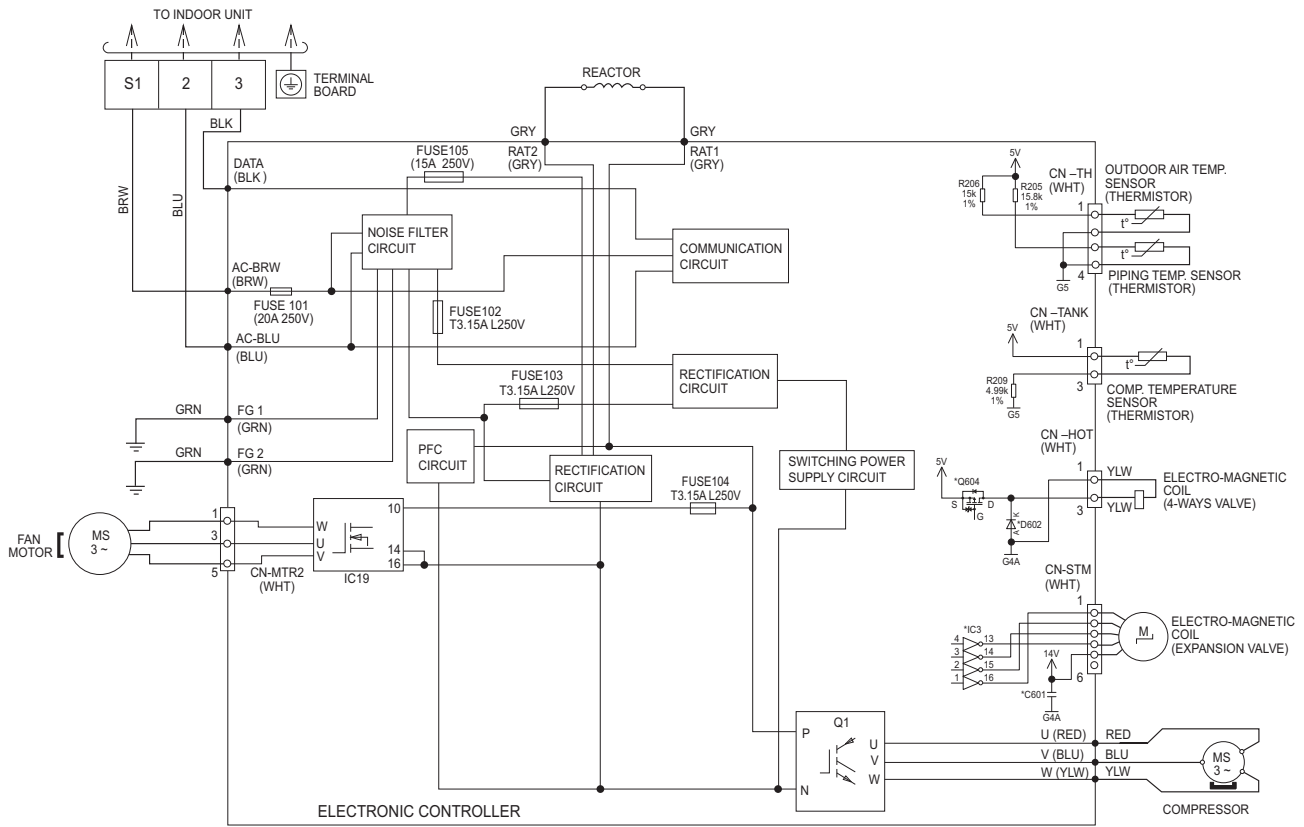 TO INDOOR UNIT
S1
2
3
TERMINAL
BOARD
BLK
BRW
BLU
DATA
(BLK )
REACTOR
GRY
GRY
RAT2
(GRY)
RAT1
(GRY)
FUSE105
(15A 250V)
NOISE FILTER
CIRCUIT
COMMUNICATION
CIRCUIT
AC-BRW
(BRW)
FUSE 101
(20A 250V)
FUSE102
T3.15A L250V
AC-BLU
(BLU)
FUSE103
T3.15A L250V
RECTIFICATION
CIRCUIT
GRN
FG 1
(GRN)
GRN
FG 2
(GRN)
PFC
CIRCUIT
RECTIFICATION
CIRCUIT
SWITCHING POWER
SUPPLY CIRCUIT
FUSE104
T3.15A L250V
FAN
MOTOR
MS
3 ~
1
3
5
CN-MTR2
(WHT)
W
U
V
10
14
16
IC19
5V
R206
15k
1%
R205
15.8k
1%
CN –TH
(WHT)
1
4
t°
t°
G5
OUTDOOR AIR TEMP.
SENSOR
(THERMISTOR)
PIPING TEMP. SENSOR
(THERMISTOR)
CN –TANK
(WHT)
5V
1
3
t°
R209
4.99k
1%
G5
COMP. TEMPERATURE
SENSOR
(THERMISTOR)
CN –HOT
(WHT)
5V
*Q604
S
D
G
*D602
A
K
G4A
1
3
YLW
YLW
ELECTRO-MAGNETIC
COIL
(4-WAYS VALVE)
CN-STM
(WHT)
1
6
*IC3
4
13
3
14
2
15
1
16
14V
*C601
G4A
M
ELECTRO-MAGNETIC
COIL
(EXPANSION VALVE)
Q1
P
N
U
V
W
U (RED)
RED
V (BLU)
BLU
W (YLW)
YLW
MS
3 ~
COMPRESSOR
ELECTRONIC CONTROLLER